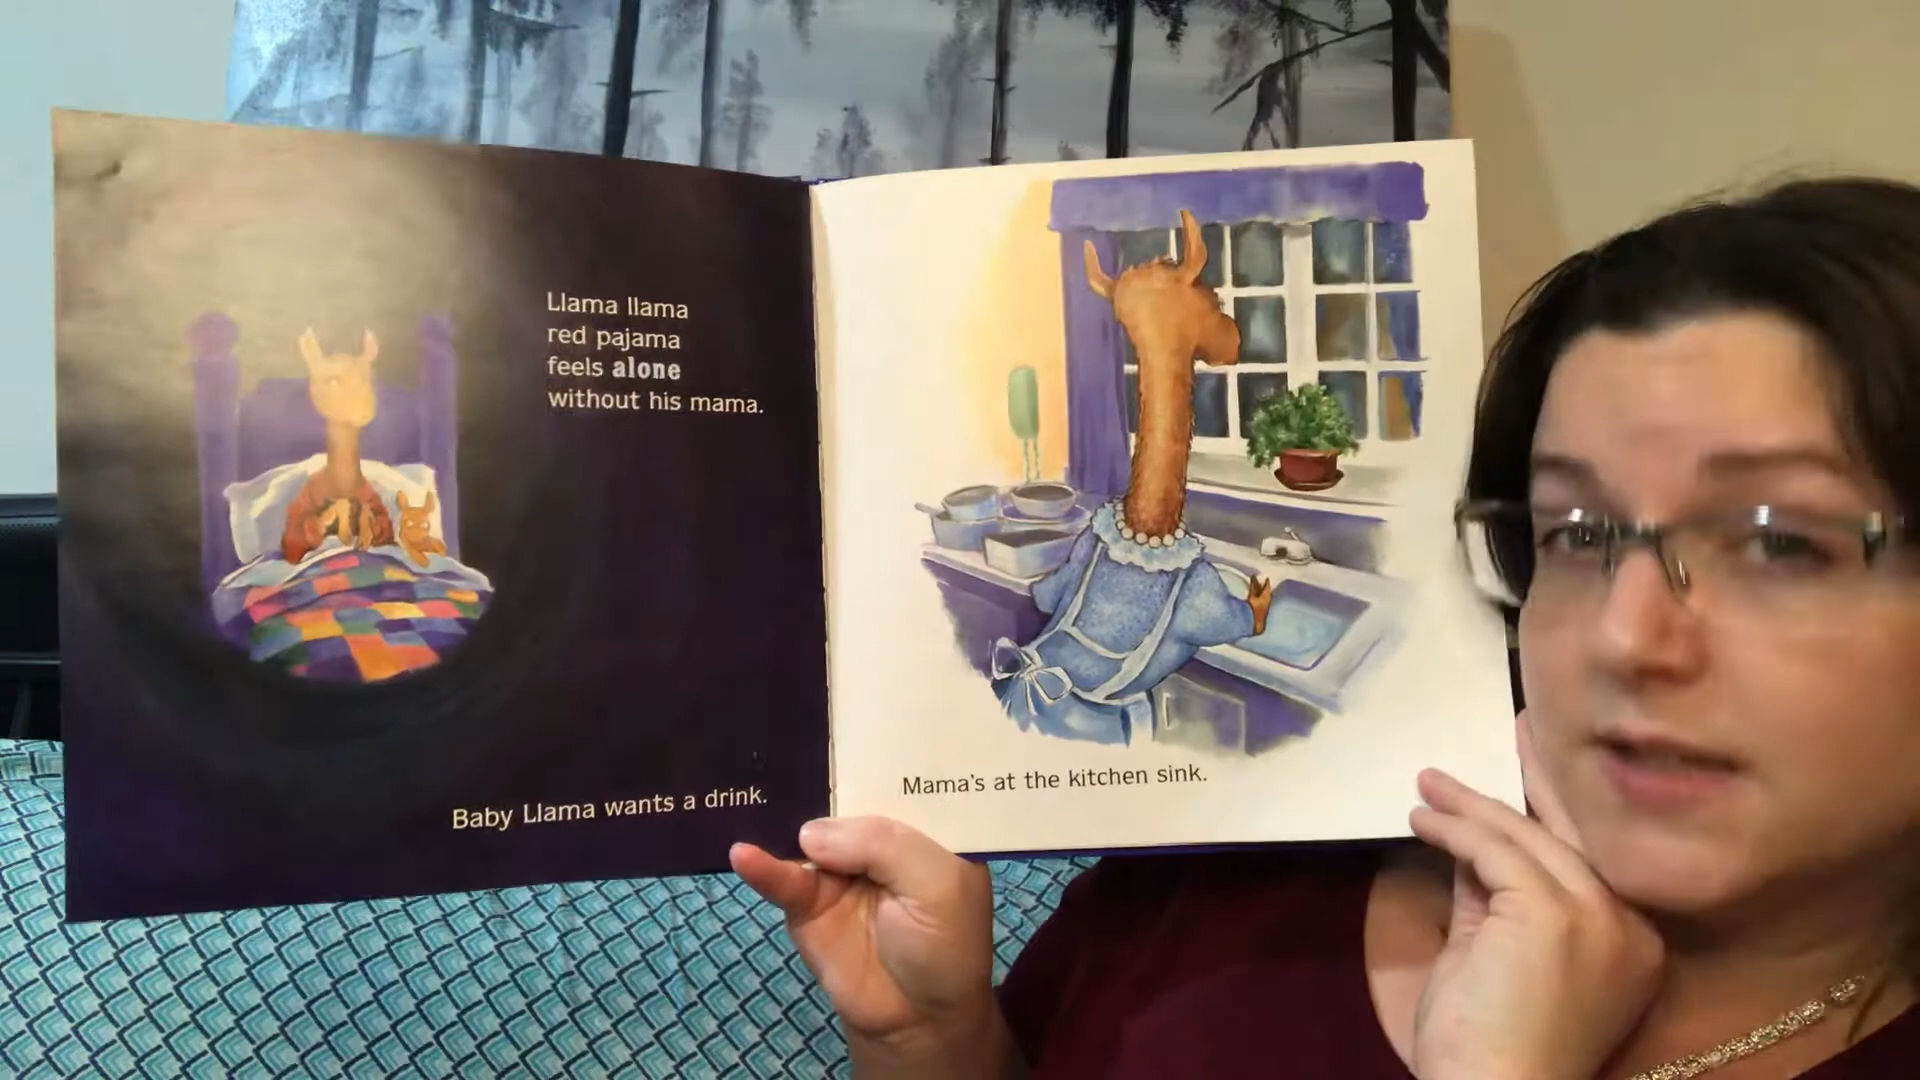 Llama llama
red pajama
feels alone
without his mama.
Baby Llama wants a drink.
Mama's at the kitchen sink.